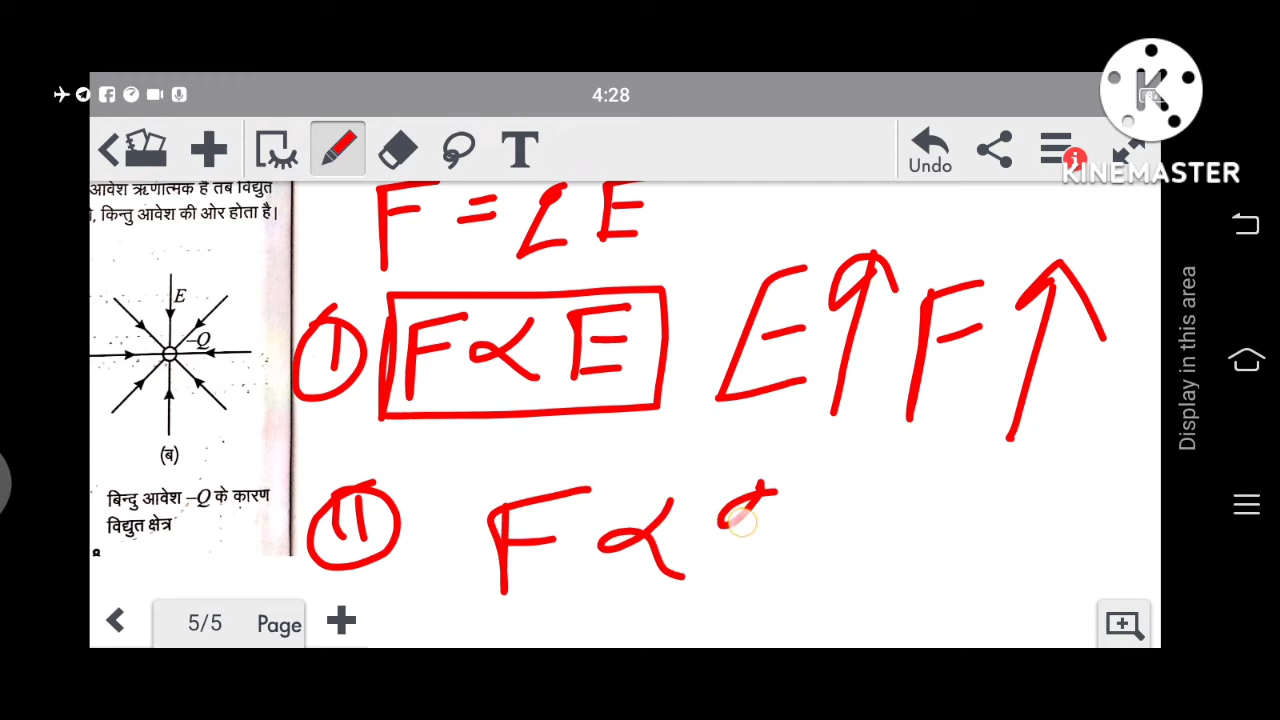 4:28
KINEMASTER
Undo
आवेश ऋणात्मक है तब विद्युत
, किन्तु आवेश की ओर होता है।
F = q E
E
-Q
(ब)
बिन्दु आवेश -Q के कारण
विद्युत क्षेत्र
8
I F ∝ E E↑ F↑
II F ∝
5/5 Page
Display in this area